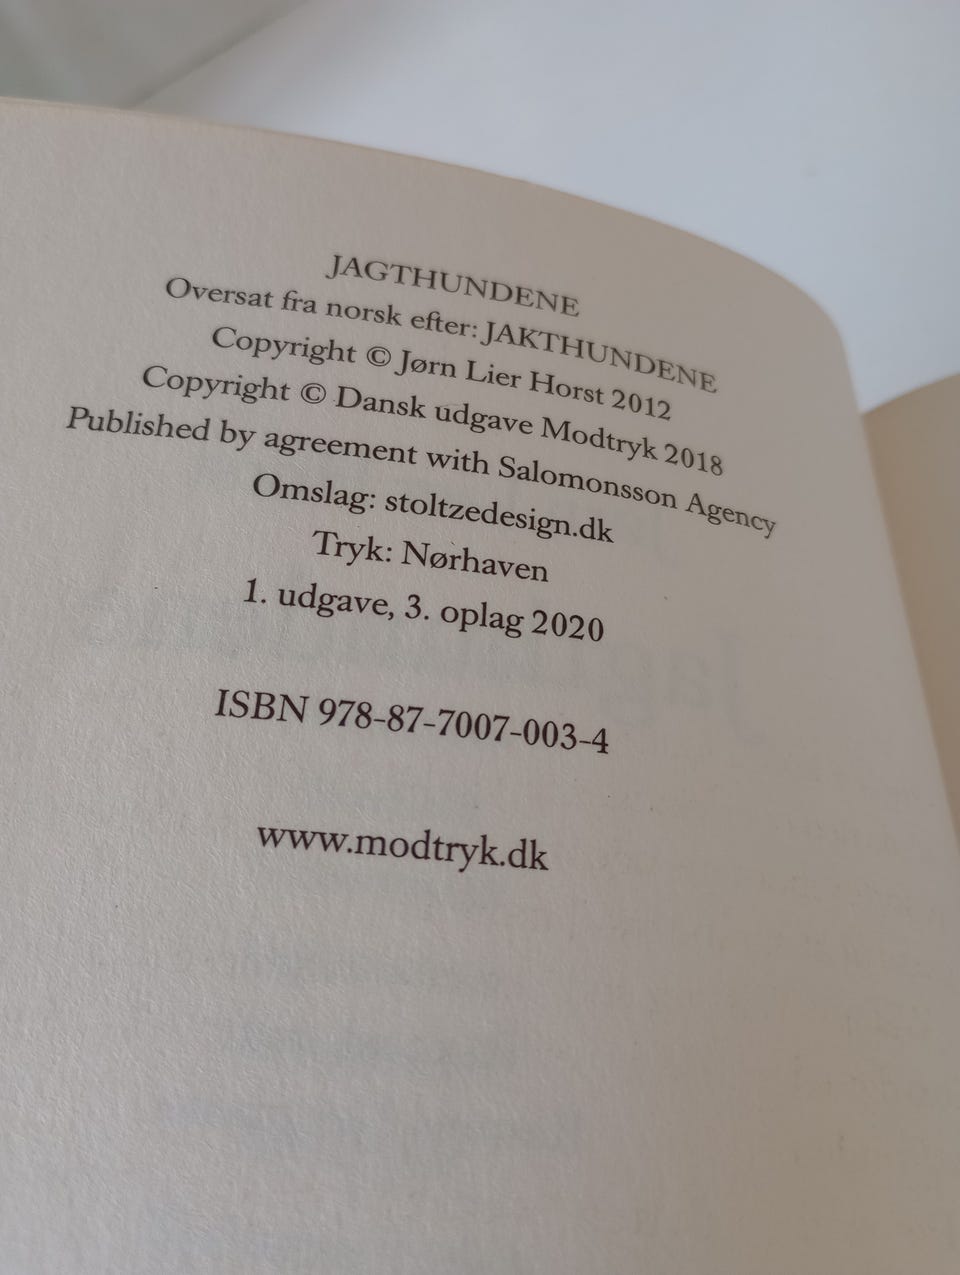 JAGTHUNDENE
Oversat fra norsk efter: JAKTHUNDENE
Copyright © Jørn Lier Horst 2012
Copyright © Dansk udgave Modtryk 2018
Published by agreement with Salomonsson Agency
Omslag: stoltzedesign.dk
Tryk: Nørhaven
1. udgave, 3. oplag 2020
ISBN 978-87-7007-003-4
www.modtryk.dk